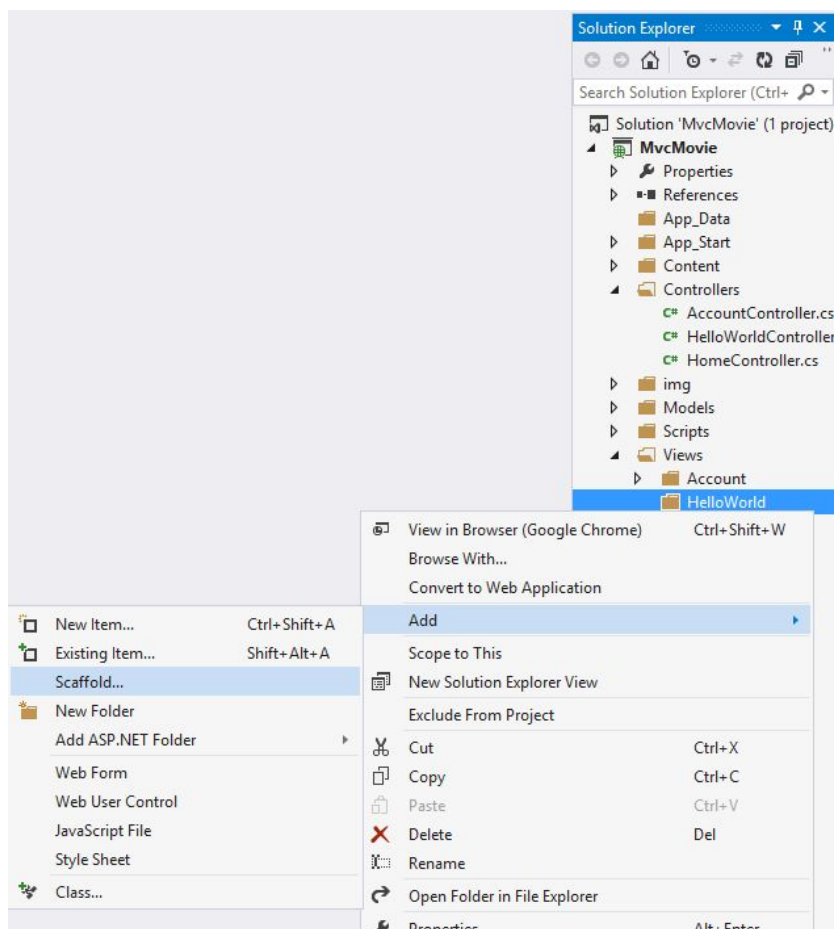 Solution Explorer
Search Solution Explorer (Ctrl+
Solution 'MvcMovie' (1 project)
MvcMovie
Properties
References
App_Data
App_Start
Content
Controllers
C# AccountController.cs
C# HelloWorldController
C# HomeController.cs
img
Models
Scripts
Views
Account
HelloWorld
View in Browser (Google Chrome) Ctrl+Shift+W
Browse With...
Convert to Web Application
Add
Scope to This
New Solution Explorer View
Exclude From Project
Cut Ctrl+X
Copy Ctrl+C
Paste Ctrl+V
Delete Del
Rename
Open Folder in File Explorer
Properties Alt+Enter
New Item... Ctrl+Shift+A
Existing Item... Shift+Alt+A
Scaffold...
New Folder
Add ASP.NET Folder
Web Form
Web User Control
JavaScript File
Style Sheet
Class...